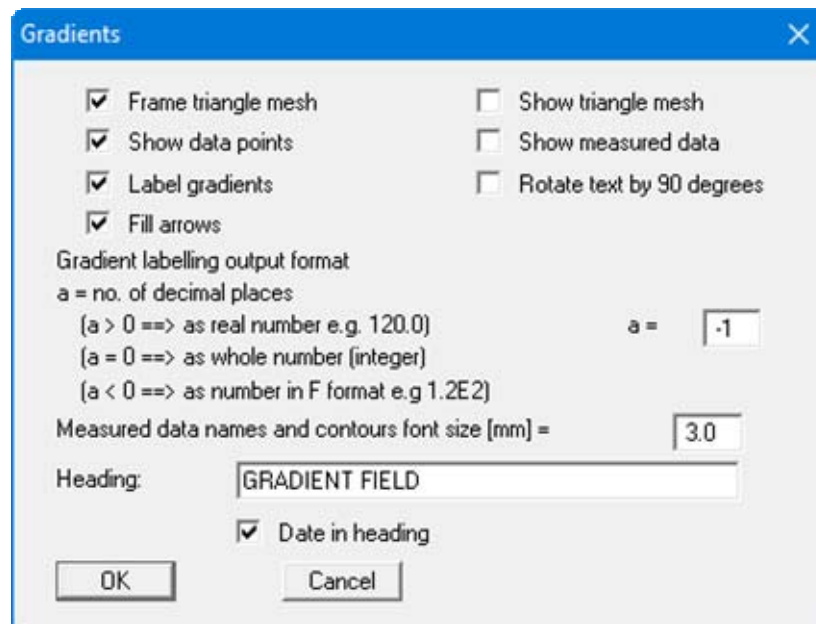 Gradients
Frame triangle mesh
Show triangle mesh
Show data points
Show measured data
Label gradients
Rotate text by 90 degrees
Fill arrows
Gradient labelling output format
a = no. of decimal places
(a > 0 ==> as real number e.g. 120.0)
a =
-1
(a = 0 ==> as whole number (integer)
(a < 0 ==> as number in F format e.g 1.2E2)
Measured data names and contours font size [mm] =
3.0
Heading:
GRADIENT FIELD
Date in heading
OK
Cancel